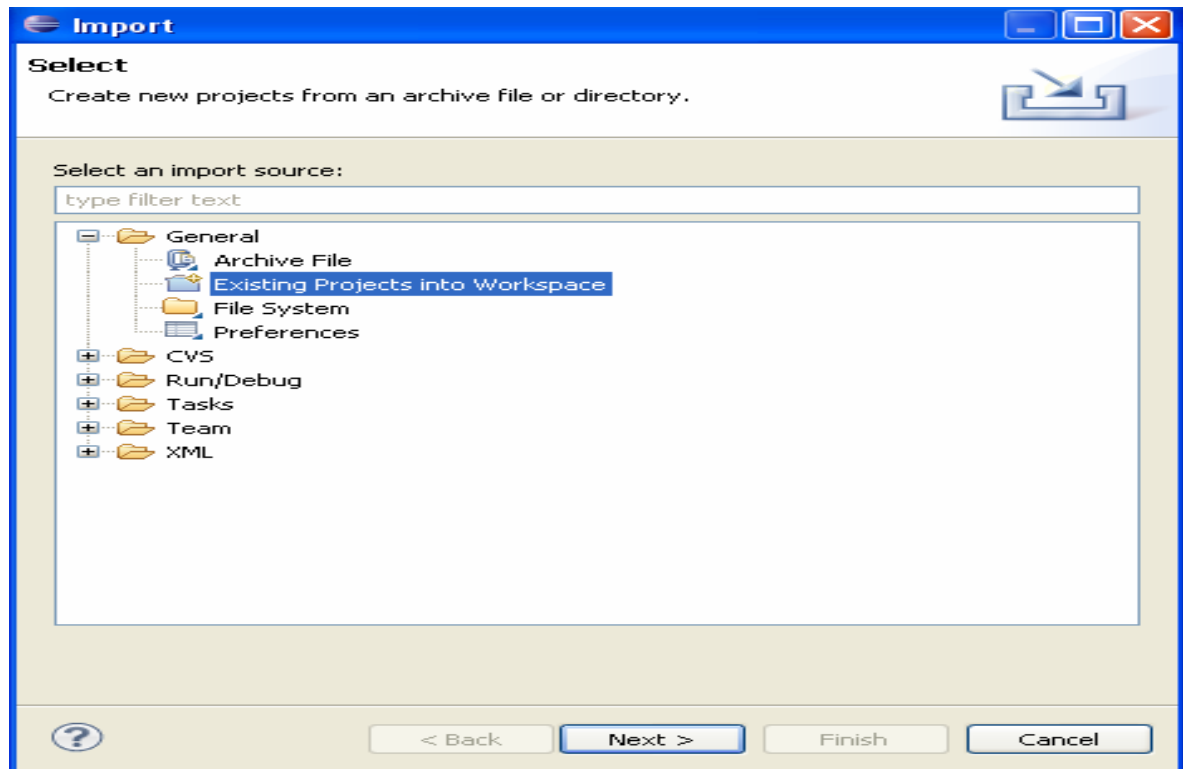 Import
Select
Create new projects from an archive file or directory.
Select an import source:
type filter text
General
Archive File
Existing Projects into Workspace
File System
Preferences
CVS
Run/Debug
Tasks
Team
XML
?
< Back
Next >
Finish
Cancel